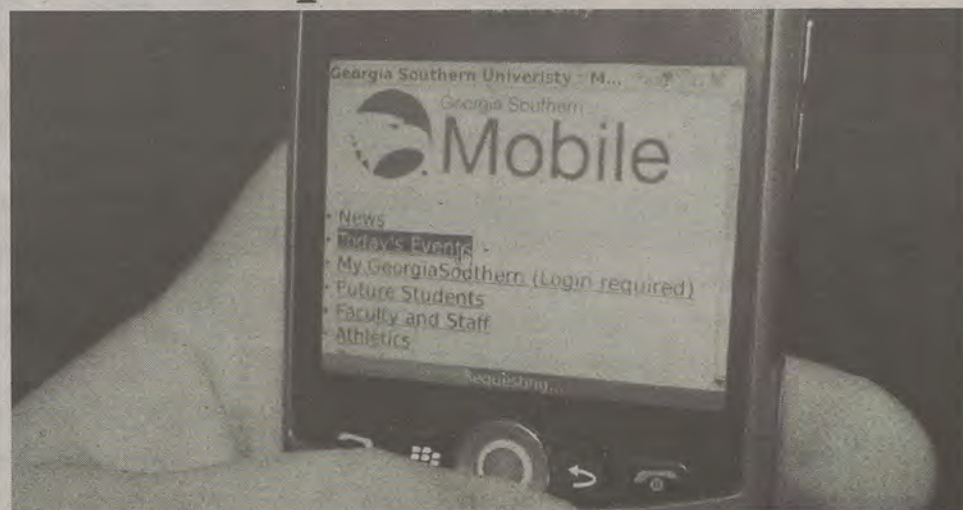 Georgia Southern Univeristy : M...
Georgia Southern
Mobile
• News
• Today's Events
• My.GeorgiaSouthern (Login required)
• Future Students
• Faculty and Staff
• Athletics
Requesting...